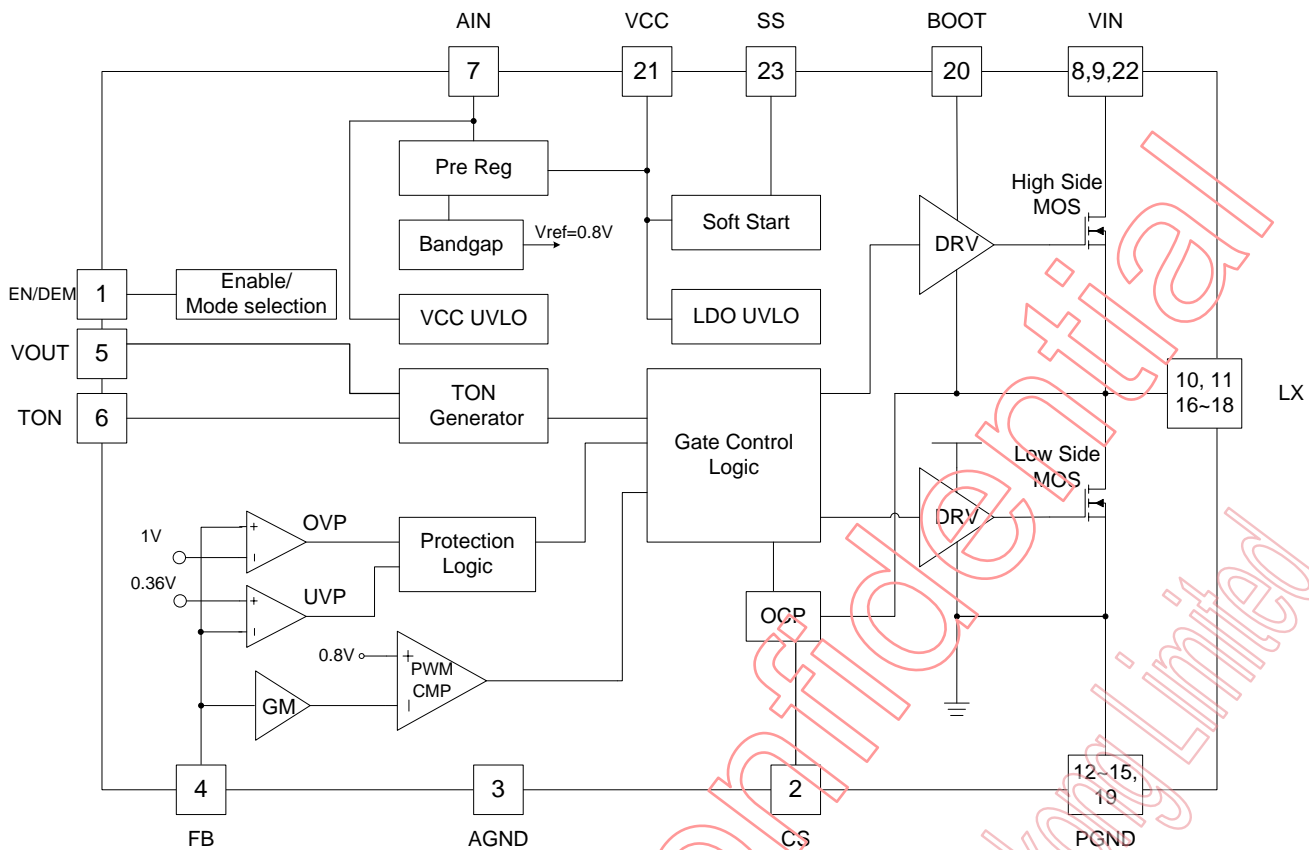 AIN
VCC
SS
BOOT
VIN
7
21
23
20
8,9,22
Pre Reg
Bandgap
Vref=0.8V
Soft Start
High Side
MOS
DRV
EN/DEM
1
Enable/
Mode selection
VCC UVLO
LDO UVLO
VOUT
5
TON
6
TON
Generator
Gate Control
Logic
10, 11
16~18
LX
Low Side
MOS
DRV
1V
+
-
OVP
Protection
Logic
0.36V
+
-
UVP
OCP
0.8V
+
PWM
CMP
-
GM
4
3
2
12~15,
19
FB
AGND
CS
PGND
onfidential
kong Limited